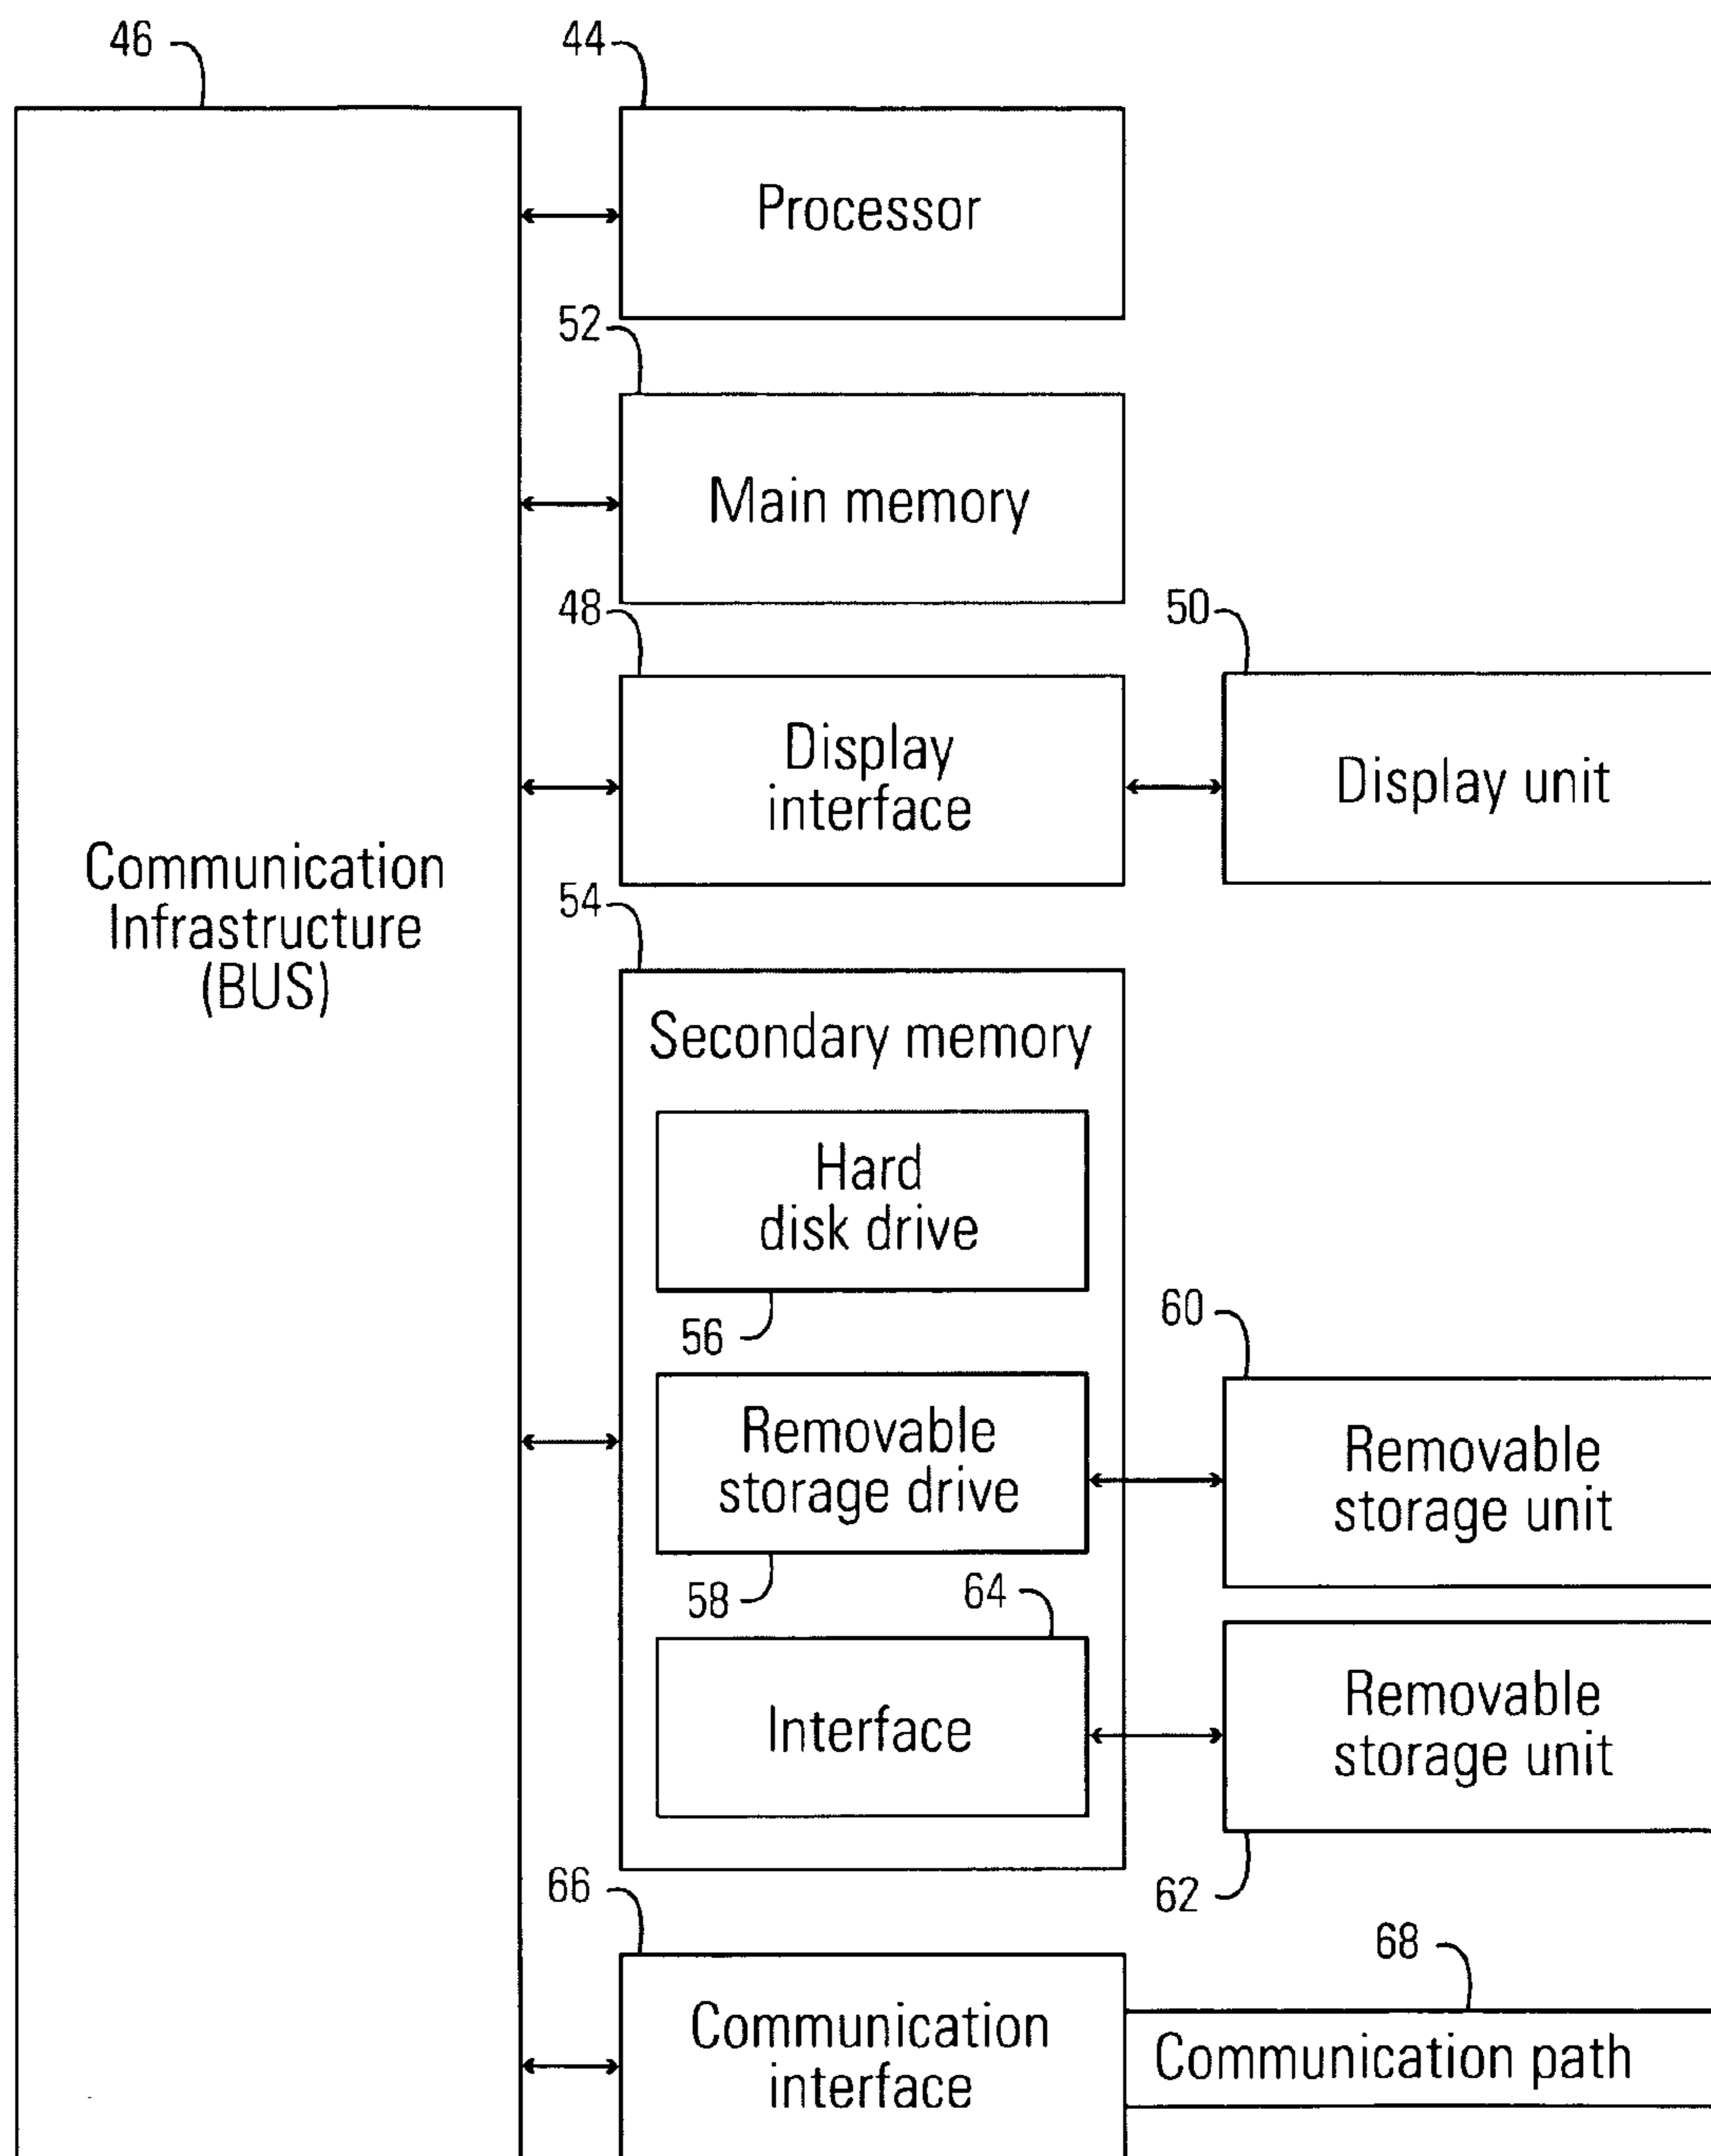 46
44
Processor
52
Main memory
48
50
Display
interface
Display unit
Communication
Infrastructure
(BUS)
54
Secondary memory
Hard
disk drive
56
60
Removable
storage drive
Removable
storage unit
58
64
Interface
Removable
storage unit
62
66
68
Communication
interface
Communication path